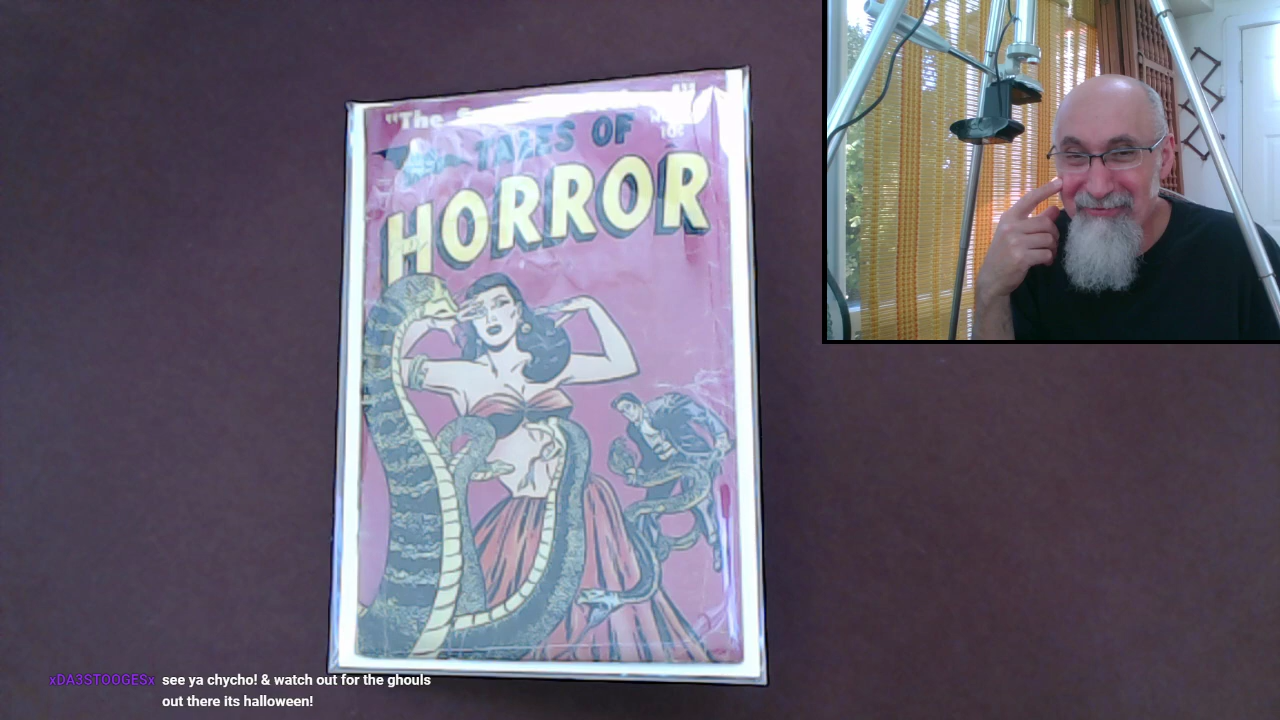 "The
TALES OF
10¢
HORROR
xDA3STOOGESx see ya chycho! & watch out for the ghouls
out there its halloween!